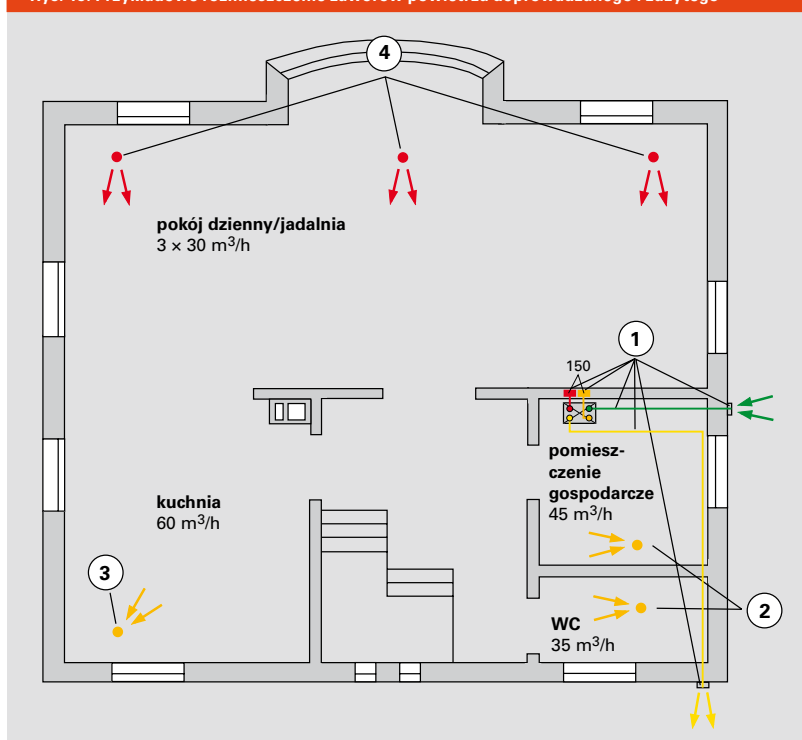 4
pokój dzienny/jadalnia
3 × 30 m³/h
1
150
pomiesz-
czenie
gospodarcze
45 m³/h
kuchnia
60 m³/h
3
2
WC
35 m³/h